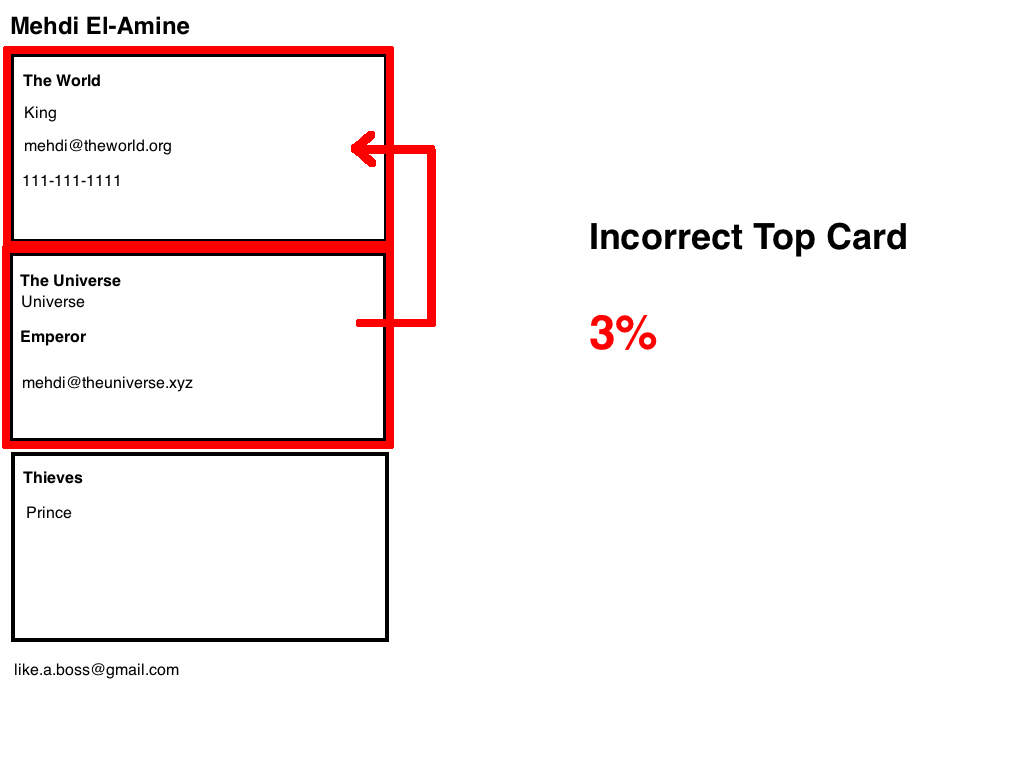 Mehdi El-Amine
The World
King
mehdi@theworld.org
111-111-1111
The Universe
Universe
Emperor
mehdi@theuniverse.xyz
Thieves
Prince
like.a.boss@gmail.com
Incorrect Top Card
3%